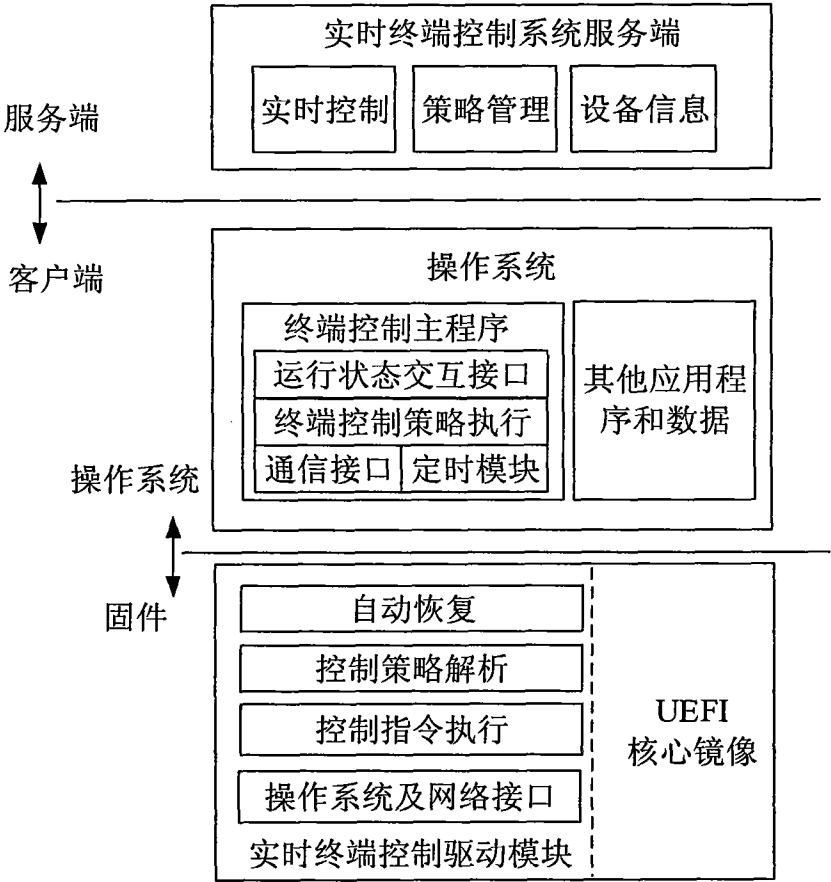 实时终端控制系统服务端
实时控制
策略管理
设备信息
服务端
客户端
操作系统
终端控制主程序
运行状态交互接口
终端控制策略执行
通信接口
定时模块
其他应用程
序和数据
操作系统
固件
自动恢复
控制策略解析
控制指令执行
操作系统及网络接口
实时终端控制驱动模块
UEFI
核心镜像